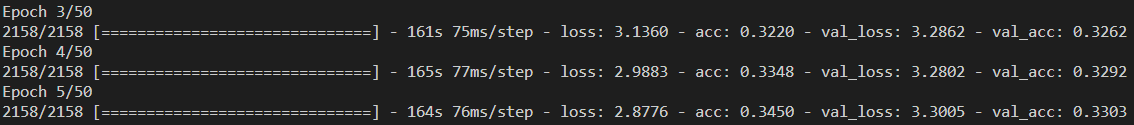 Epoch 3/50
2158/2158 [==============================] - 161s 75ms/step - loss: 3.1360 - acc: 0.3220 - val_loss: 3.2862 - val_acc: 0.3262
Epoch 4/50
2158/2158 [==============================] - 165s 77ms/step - loss: 2.9883 - acc: 0.3348 - val_loss: 3.2802 - val_acc: 0.3292
Epoch 5/50
2158/2158 [==============================] - 164s 76ms/step - loss: 2.8776 - acc: 0.3450 - val_loss: 3.3005 - val_acc: 0.3303